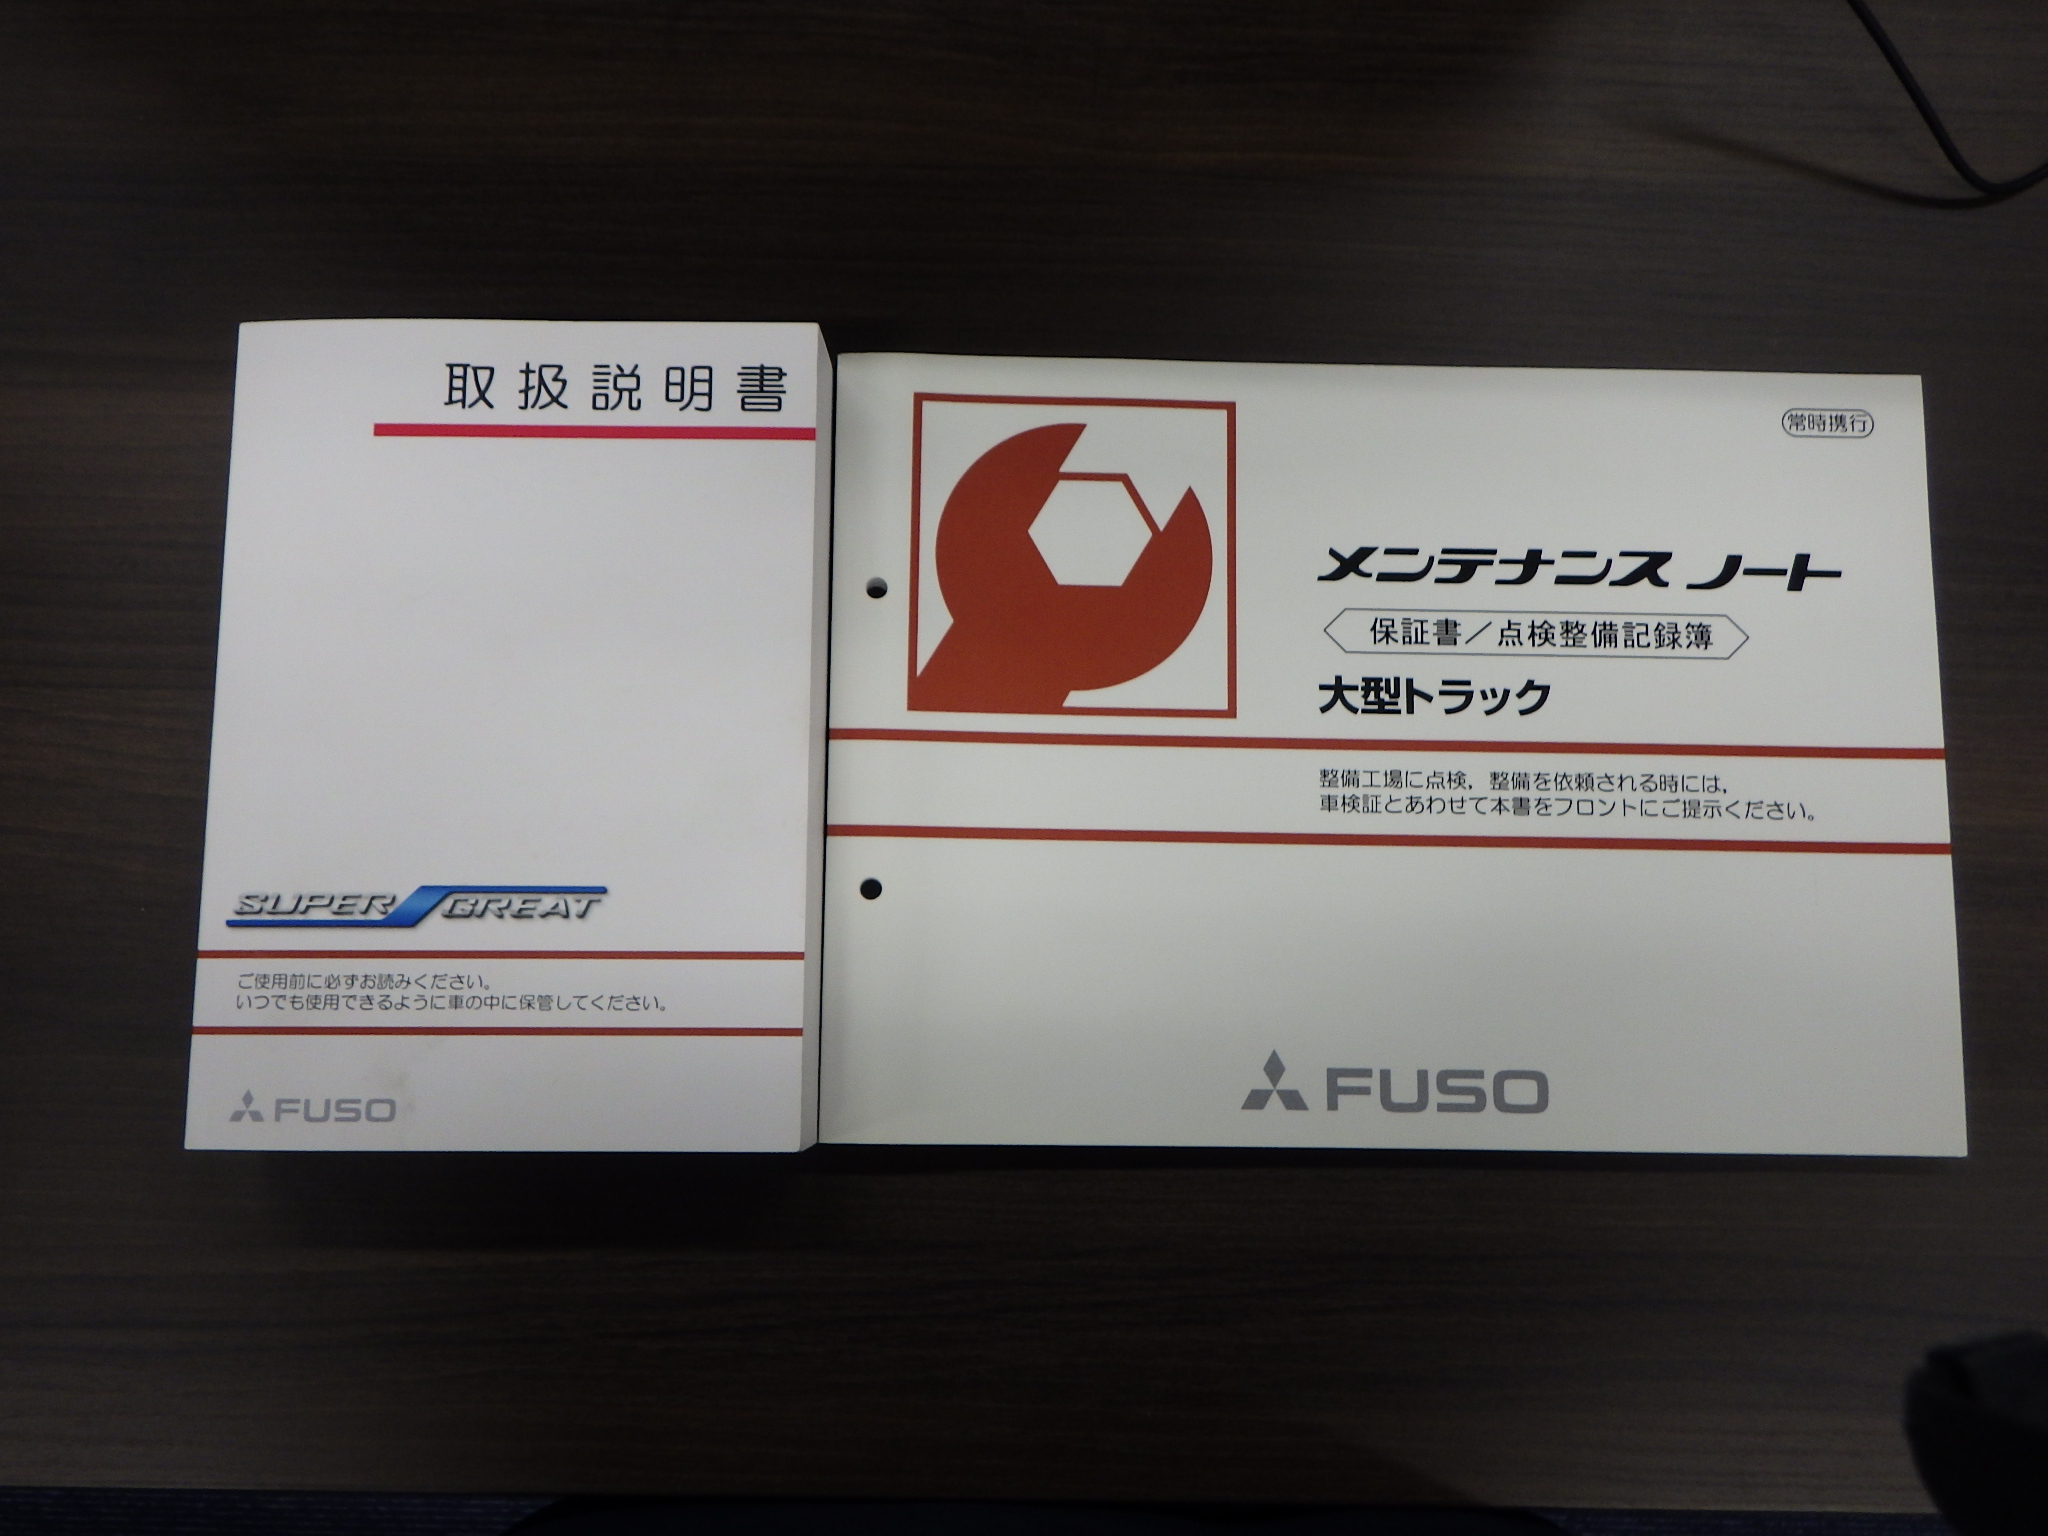 取扱説明書
SUPER GREAT
ご使用前に必ずお読みください。
いつでも使用できるように車の中に保管してください。
FUSO
常時携行
メンテナンス ノート
保証書／点検整備記録簿
大型トラック
整備工場に点検，整備を依頼される時には，
車検証とあわせて本書をフロントにご提示ください。
FUSO